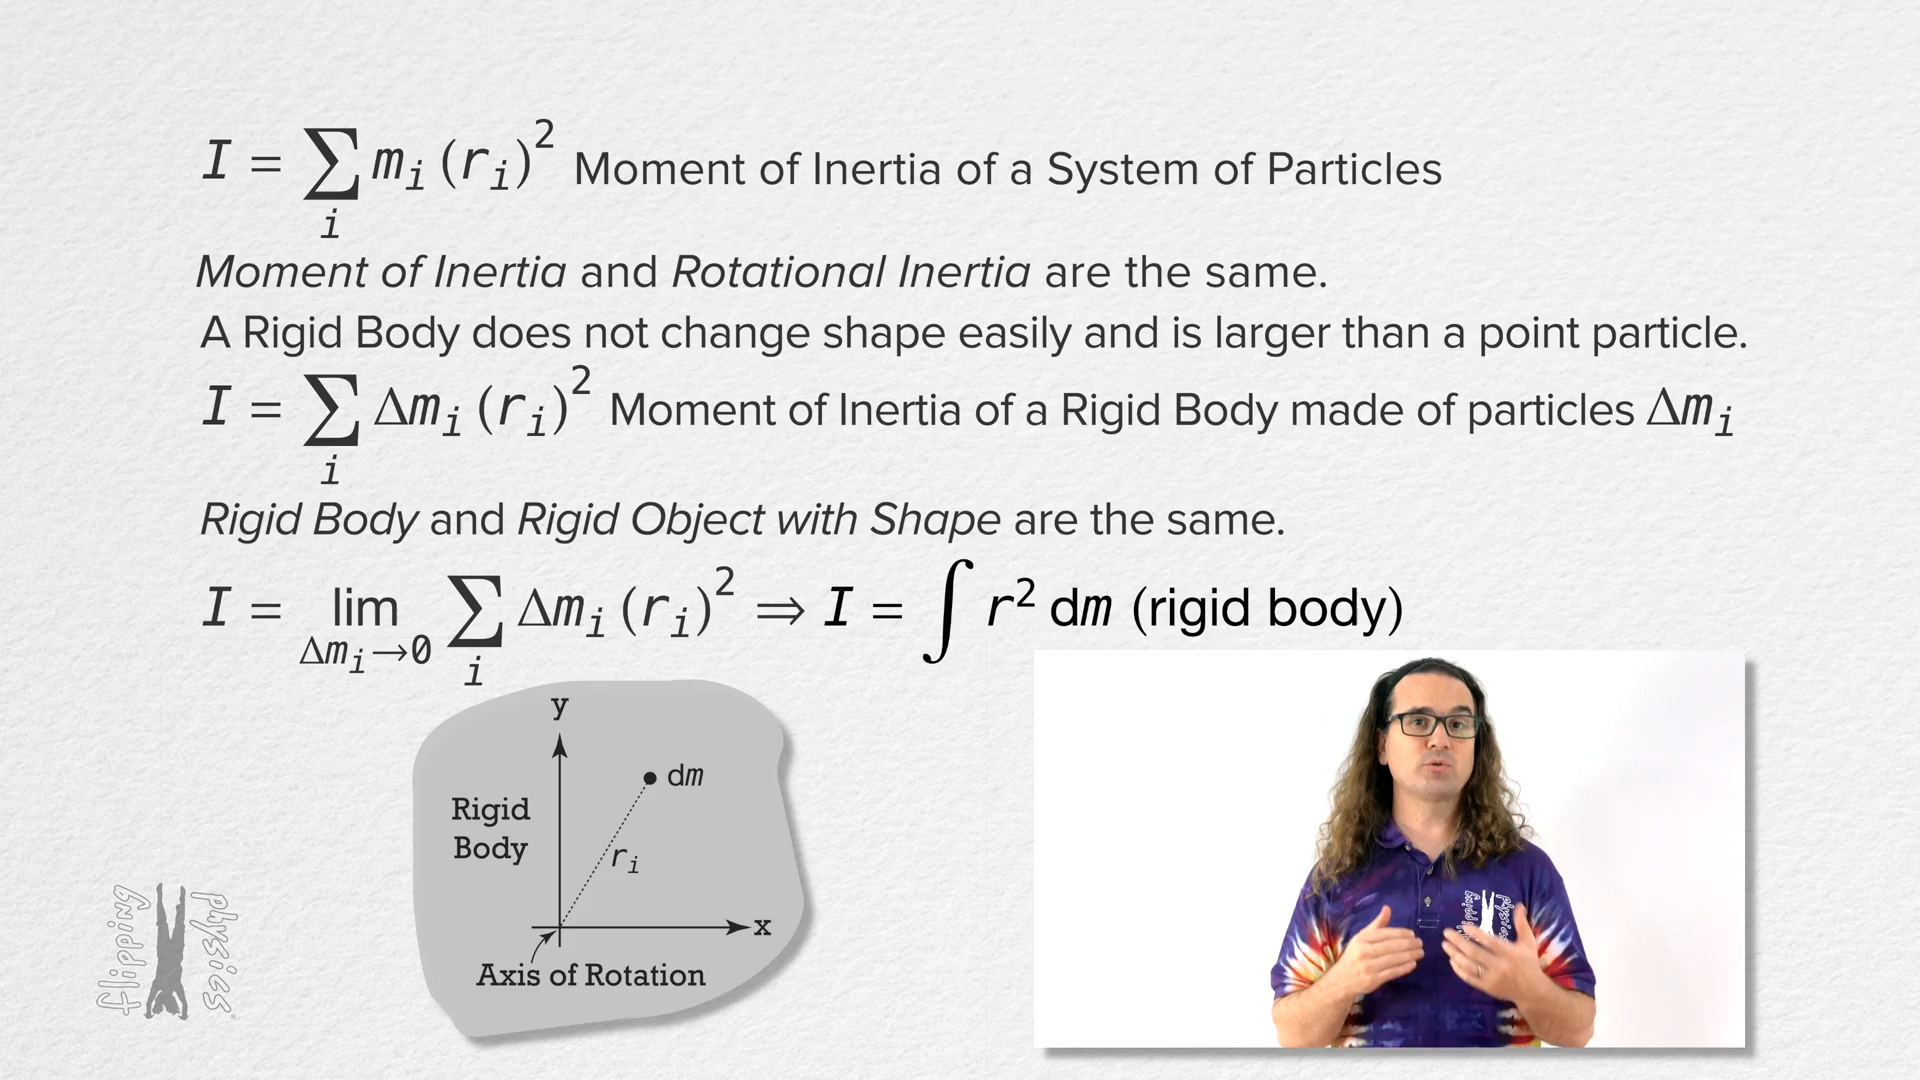 I = ∑ᵢ mᵢ (rᵢ)² Moment of Inertia of a System of Particles
Moment of Inertia and Rotational Inertia are the same.
A Rigid Body does not change shape easily and is larger than a point particle.
I = ∑ᵢ Δmᵢ (rᵢ)² Moment of Inertia of a Rigid Body made of particles Δmᵢ
Rigid Body and Rigid Object with Shape are the same.
I = lim Δmᵢ→0 ∑ᵢ Δmᵢ (rᵢ)² ⇒ I = ∫ r² dm (rigid body)
y
dm
Rigid
Body
rᵢ
x
Axis of Rotation
flipping physics
flipping physics